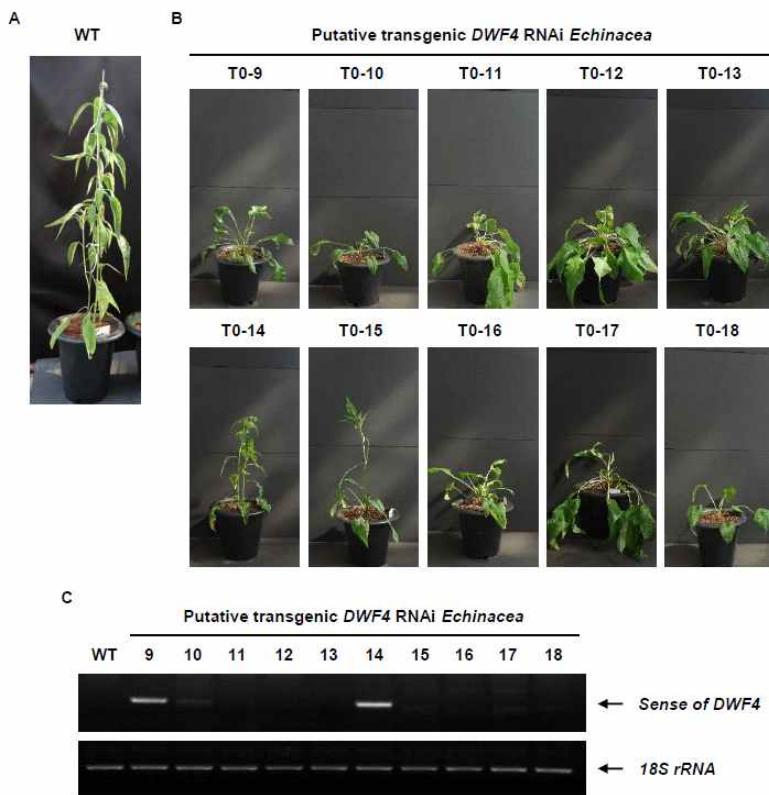 A
WT
B
Putative transgenic DWF4 RNAi Echinacea
T0-9 T0-10 T0-11 T0-12 T0-13
T0-14 T0-15 T0-16 T0-17 T0-18
C
Putative transgenic DWF4 RNAi Echinacea
WT 9 10 11 12 13 14 15 16 17 18
Sense of DWF4
18S rRNA